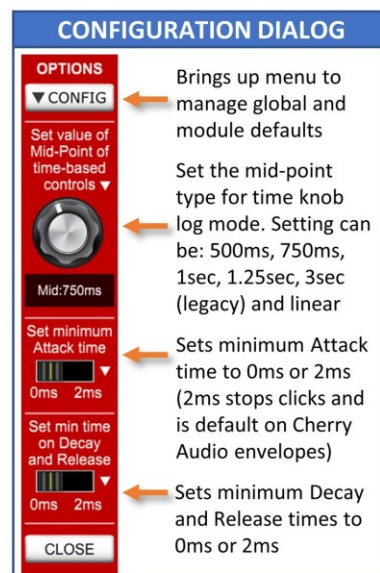 CONFIGURATION DIALOG
OPTIONS
▼ CONFIG
Brings up menu to
manage global and
module defaults
Set value of
Mid-Point of
time-based
controls ▼
Mid:750ms
Set the mid-point
type for time knob
log mode. Setting can
be: 500ms, 750ms,
1sec, 1.25sec, 3sec
(legacy) and linear
Set minimum
Attack time
▼
0ms 2ms
Sets minimum Attack
time to 0ms or 2ms
(2ms stops clicks and
is default on Cherry
Audio envelopes)
Set min time
on Decay
and Release
▼
0ms 2ms
Sets minimum Decay
and Release times to
0ms or 2ms
CLOSE